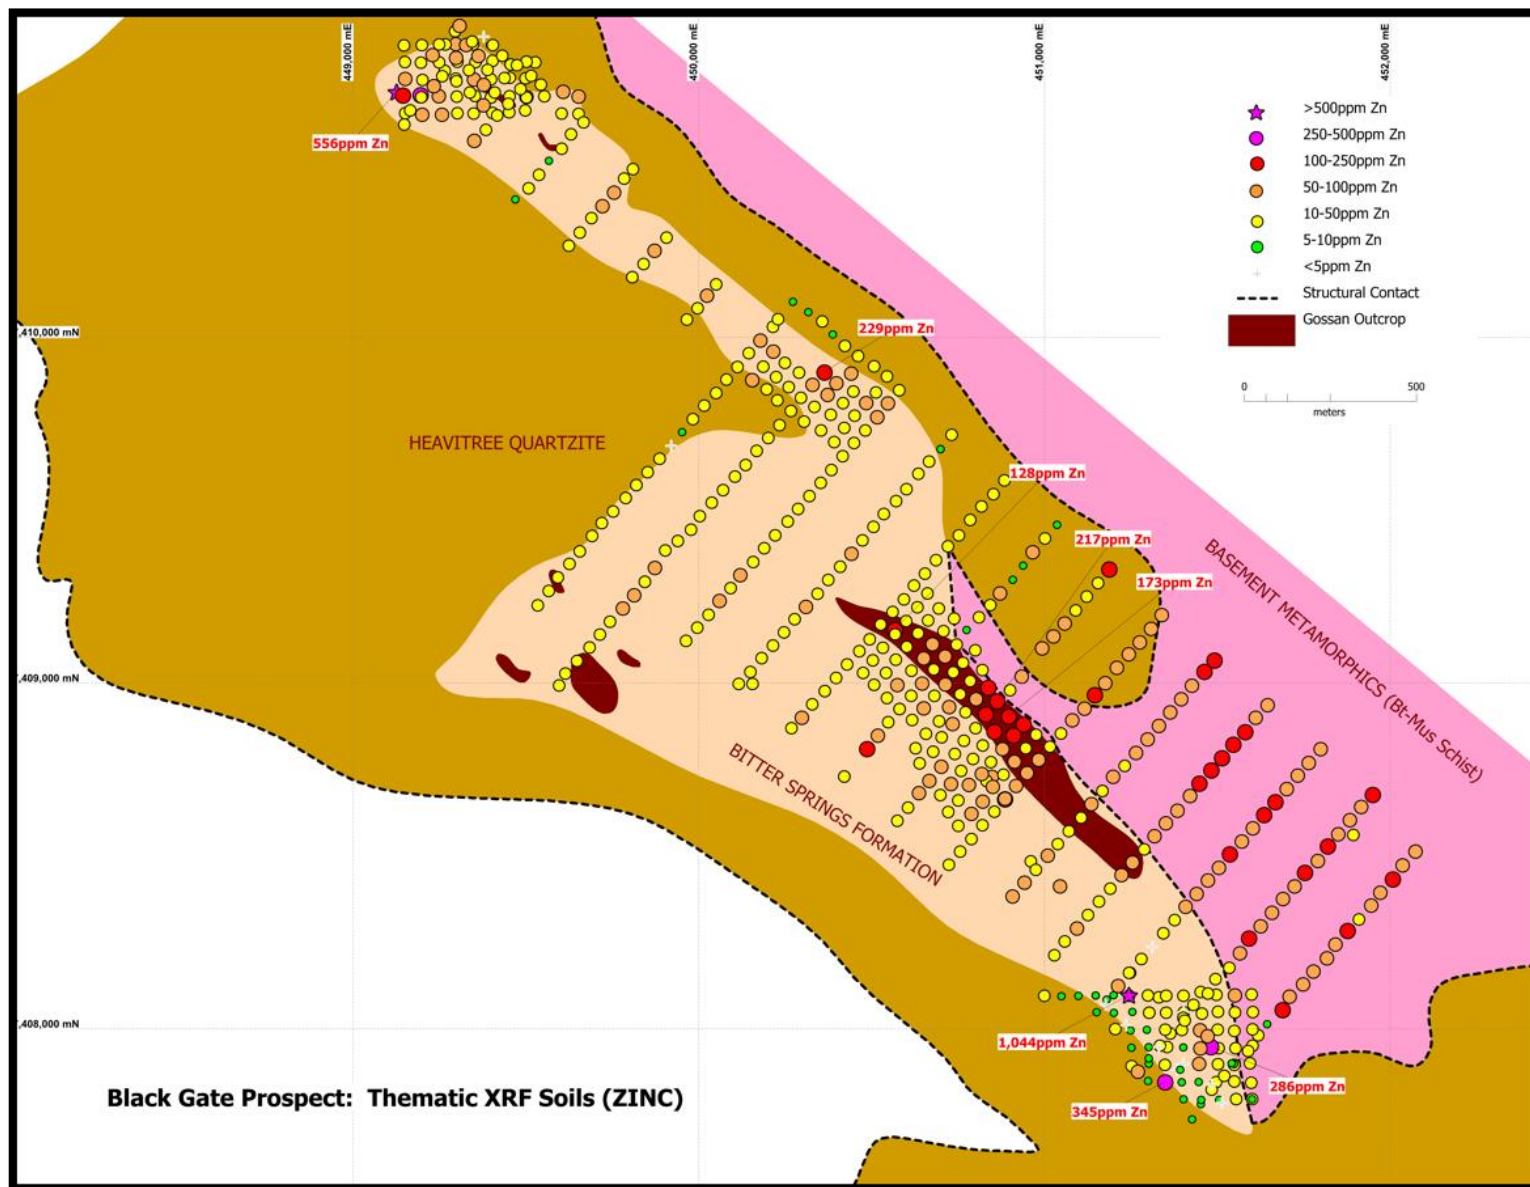 449,000 mE
450,000 mE
451,000 mE
452,000 mE
>500ppm Zn
250-500ppm Zn
100-250ppm Zn
50-100ppm Zn
10-50ppm Zn
5-10ppm Zn
<5ppm Zn
Structural Contact
Gossan Outcrop
0 500
meters
556ppm Zn
229ppm Zn
,410,000 mN
HEAVITREE QUARTZITE
128ppm Zn
217ppm Zn
173ppm Zn
BASEMENT METAMORPHICS (Bt-Mus Schist)
,409,000 mN
BITTER SPRINGS FORMATION
,408,000 mN
1,044ppm Zn
286ppm Zn
345ppm Zn
Black Gate Prospect: Thematic XRF Soils (ZINC)